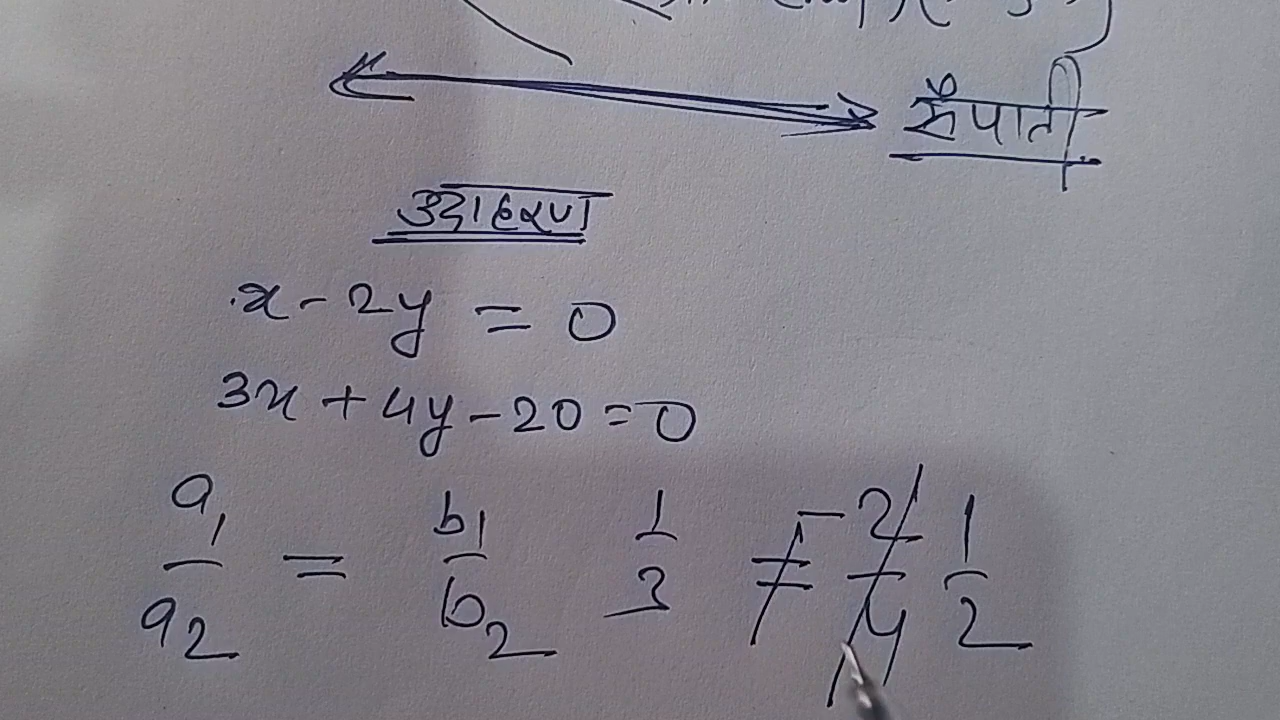 संपाती
उदाहरण
x - 2y = 0
3x + 4y - 20 = 0
a₁/a₂ = b₁/b₂ 1/3 ≠ -2/4 1/2